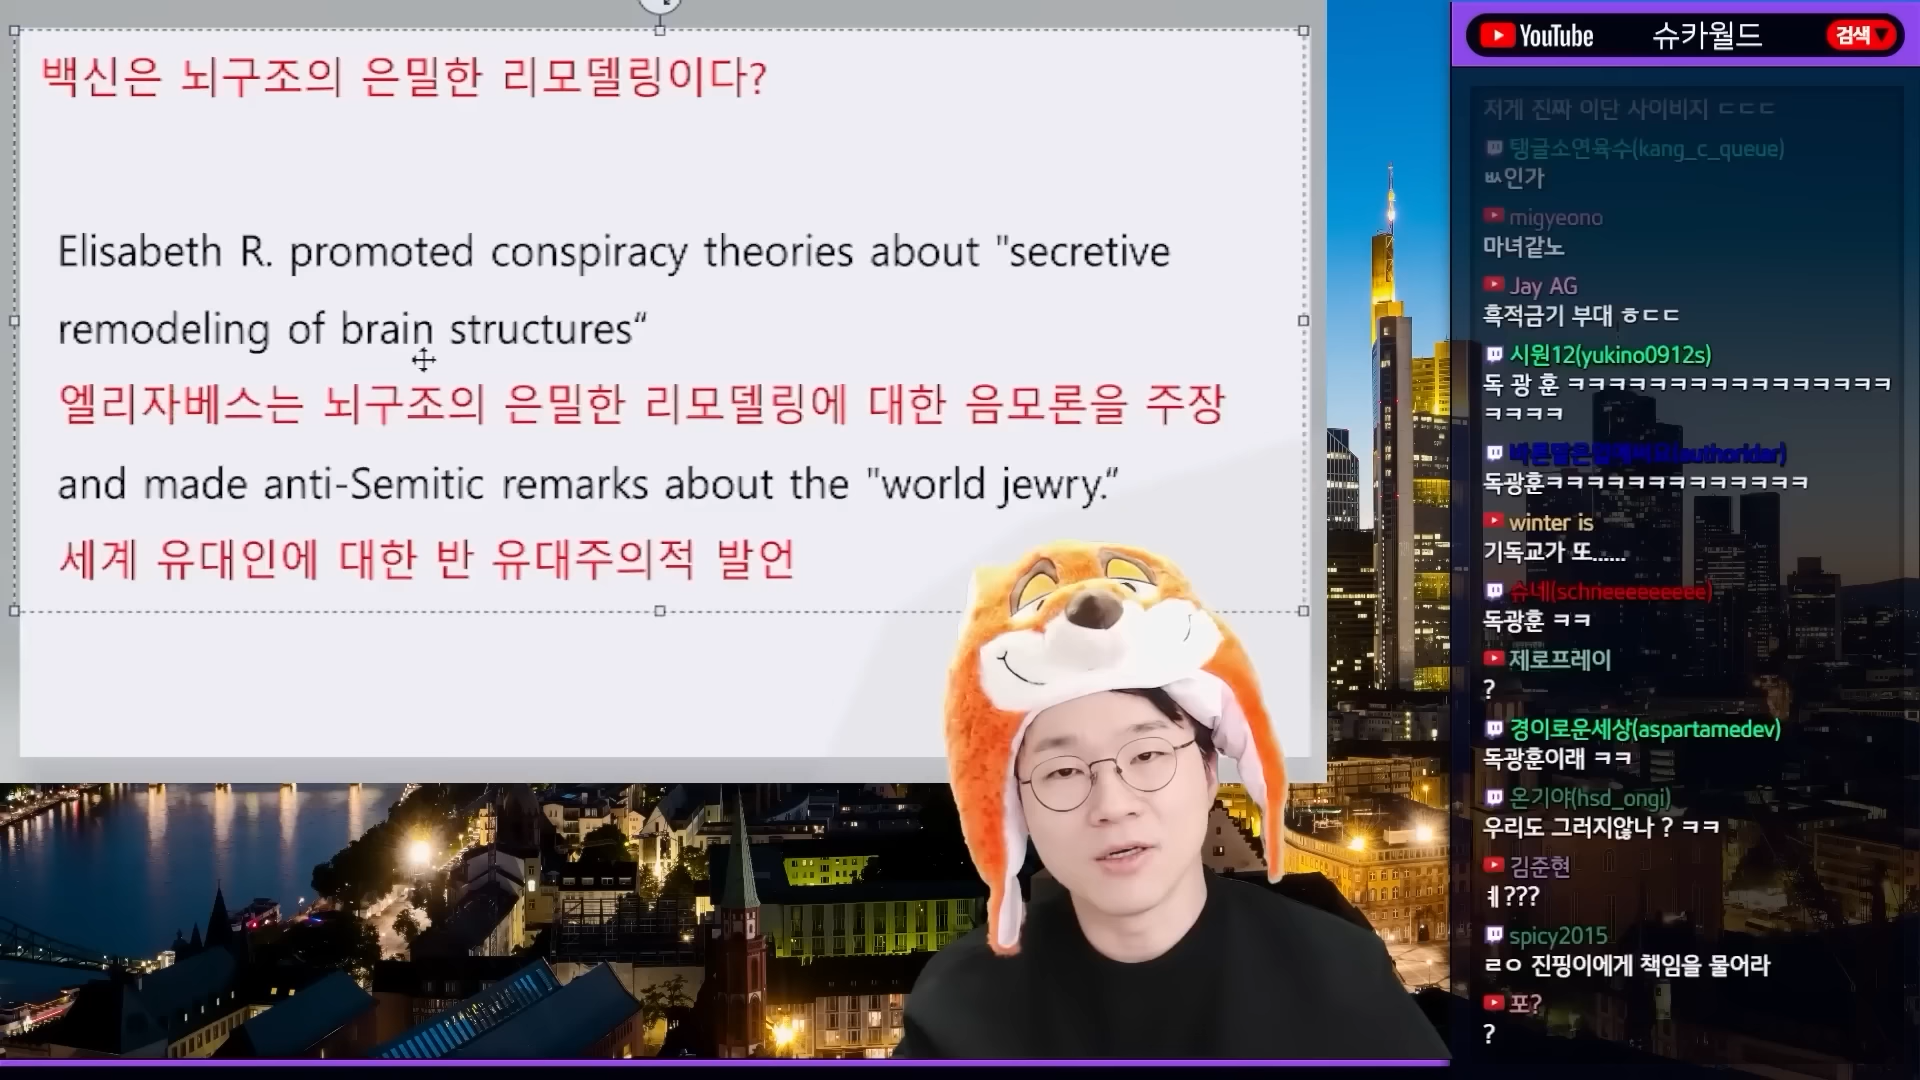 백신은 뇌구조의 은밀한 리모델링이다?
Elisabeth R. promoted conspiracy theories about "secretive
remodeling of brain structures“
엘리자베스는 뇌구조의 은밀한 리모델링에 대한 음모론을 주장
and made anti-Semitic remarks about the "world jewry.“
세계 유대인에 대한 반 유대주의적 발언
YouTube 슈카월드 검색
저게 진짜 이단 사이비지 ㄷㄷㄷ
탱글소연육수(kang_c_queue)
ㅄ인가
migyeono
마녀같노
Jay AG
흑적금기 부대 ㅎㄷㄷ
시원12(yukino0912s)
독 광 훈 ㅋㅋㅋㅋㅋㅋㅋㅋㅋㅋㅋㅋㅋㅋㅋㅋ
ㅋㅋㅋㅋ
독광훈ㅋㅋㅋㅋㅋㅋㅋㅋㅋㅋㅋㅋㅋ
winter is
기독교가 또......
슈네(schneeeeeeeeee)
독광훈 ㅋㅋ
제로프레이
?
경이로운세상(aspartamedev)
독광훈이래 ㅋㅋ
온기야(hsd_ongi)
우리도 그러지않나 ? ㅋㅋ
김준현
ㅖ???
spicy2015
ㄹㅇ 진핑이에게 책임을 물어라
포?
?